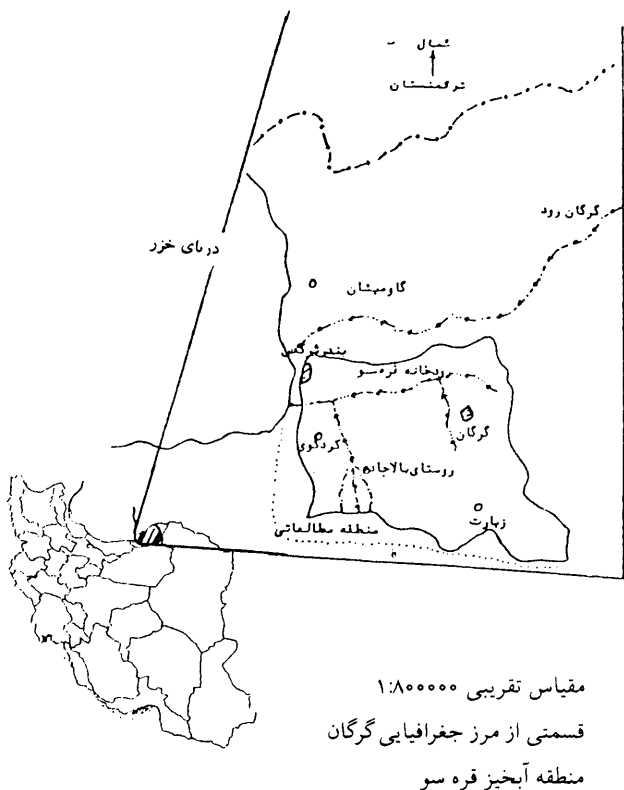 شمال
ترکمنستان
گرگان رود
دریای خزر
گاومیشان
بندرترکمن
رودخانه قره‌سو
گرگان
کردکوی
روستای بالاجاده
زیارت
منطقه مطالعاتی
مقیاس تقریبی ۱:۸۰۰۰۰۰
قسمتی از مرز جغرافیایی گرگان
منطقه آبخیز قره سو